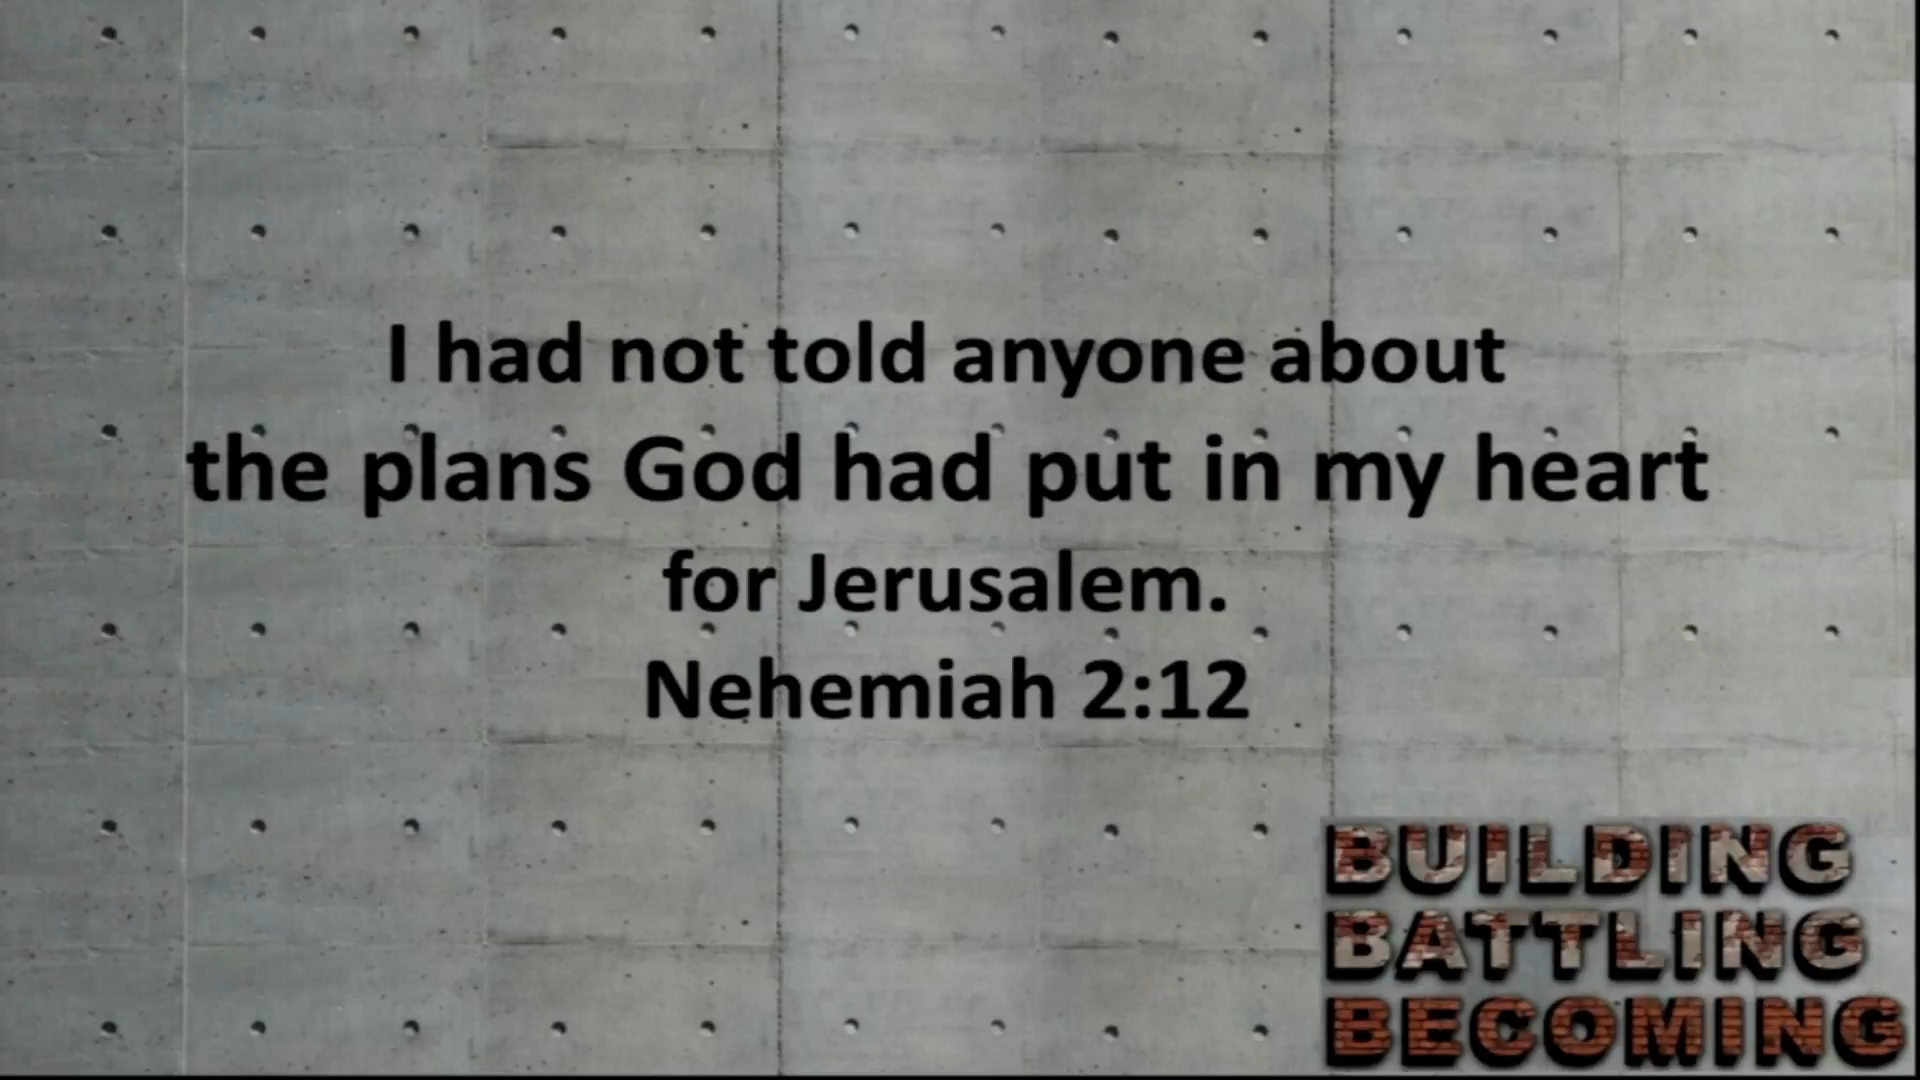 I had not told anyone about
the plans God had put in my heart
for Jerusalem.
Nehemiah 2:12
BUILDING
BATTLING
BECOMING